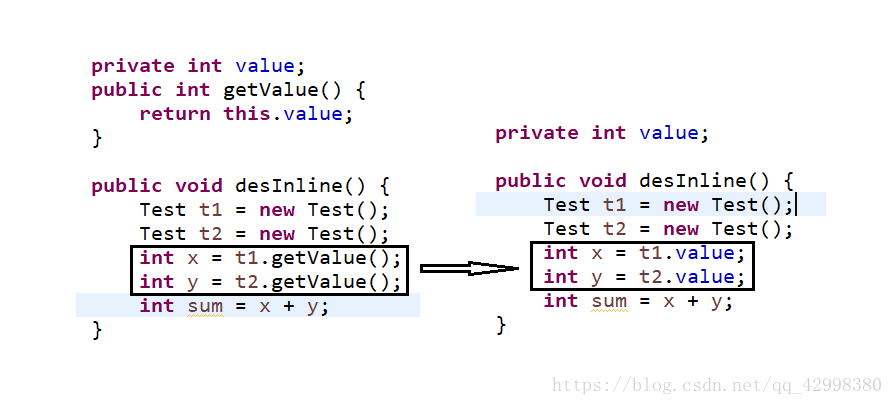 private int value;
public int getValue() {
    return this.value;
}
public void desInline() {
    Test t1 = new Test();
    Test t2 = new Test();
    int x = t1.getValue();
    int y = t2.getValue();
    int sum = x + y;
}
private int value;
public void desInline() {
    Test t1 = new Test();
    Test t2 = new Test();
    int x = t1.value;
    int y = t2.value;
    int sum = x + y;
}
https://blog.csdn.net/qq_42998380